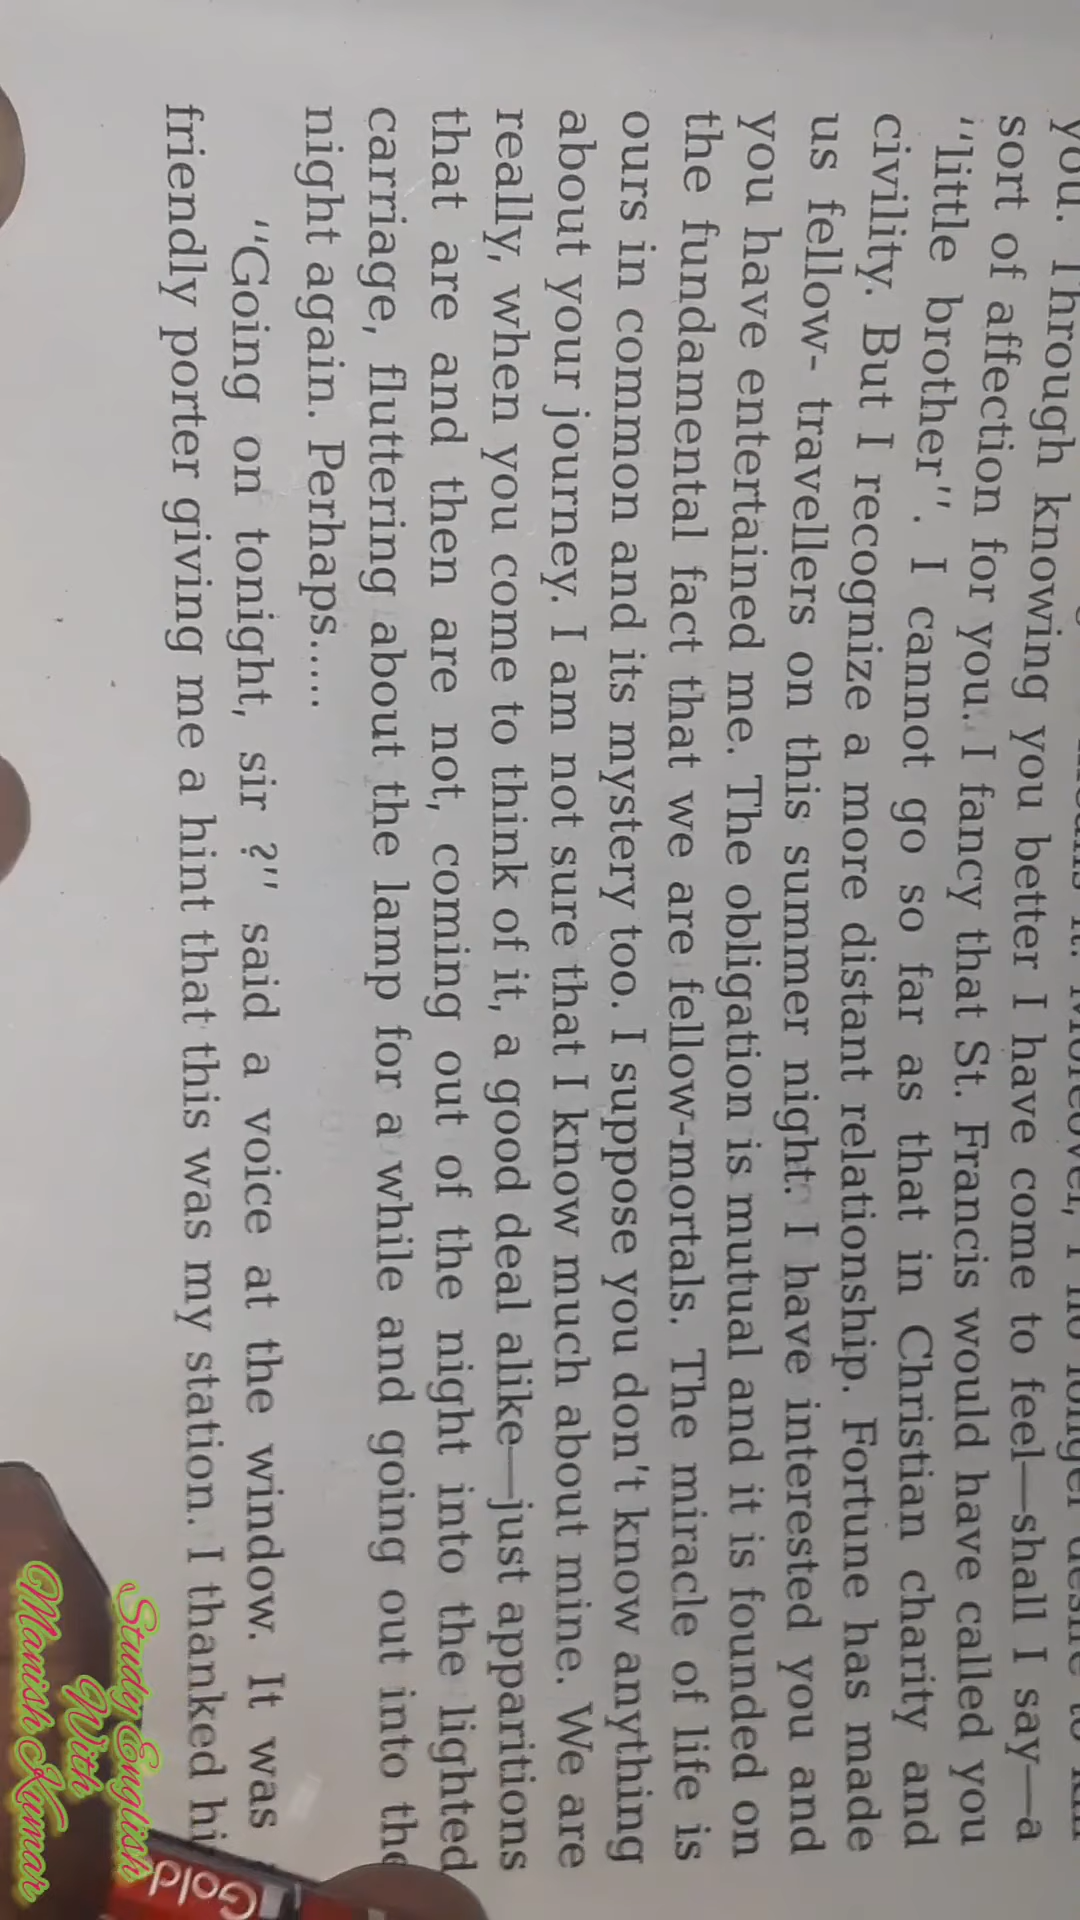 you. Through knowing you better I have come to feel—shall I say—a
sort of affection for you. I fancy that St. Francis would have called you
"little brother". I cannot go so far as that in Christian charity and
civility. But I recognize a more distant relationship. Fortune has made
us fellow- travellers on this summer night. I have interested you and
you have entertained me. The obligation is mutual and it is founded on
the fundamental fact that we are fellow-mortals. The miracle of life is
ours in common and its mystery too. I suppose you don't know anything
about your journey. I am not sure that I know much about mine. We are
really, when you come to think of it, a good deal alike—just apparitions
that are and then are not, coming out of the night into the lighted
carriage, fluttering about the lamp for a while and going out into the
night again. Perhaps.....
"Going on tonight, sir ?" said a voice at the window. It was
friendly porter giving me a hint that this was my station. I thanked
Study English
With
Manish Kumar
Gold